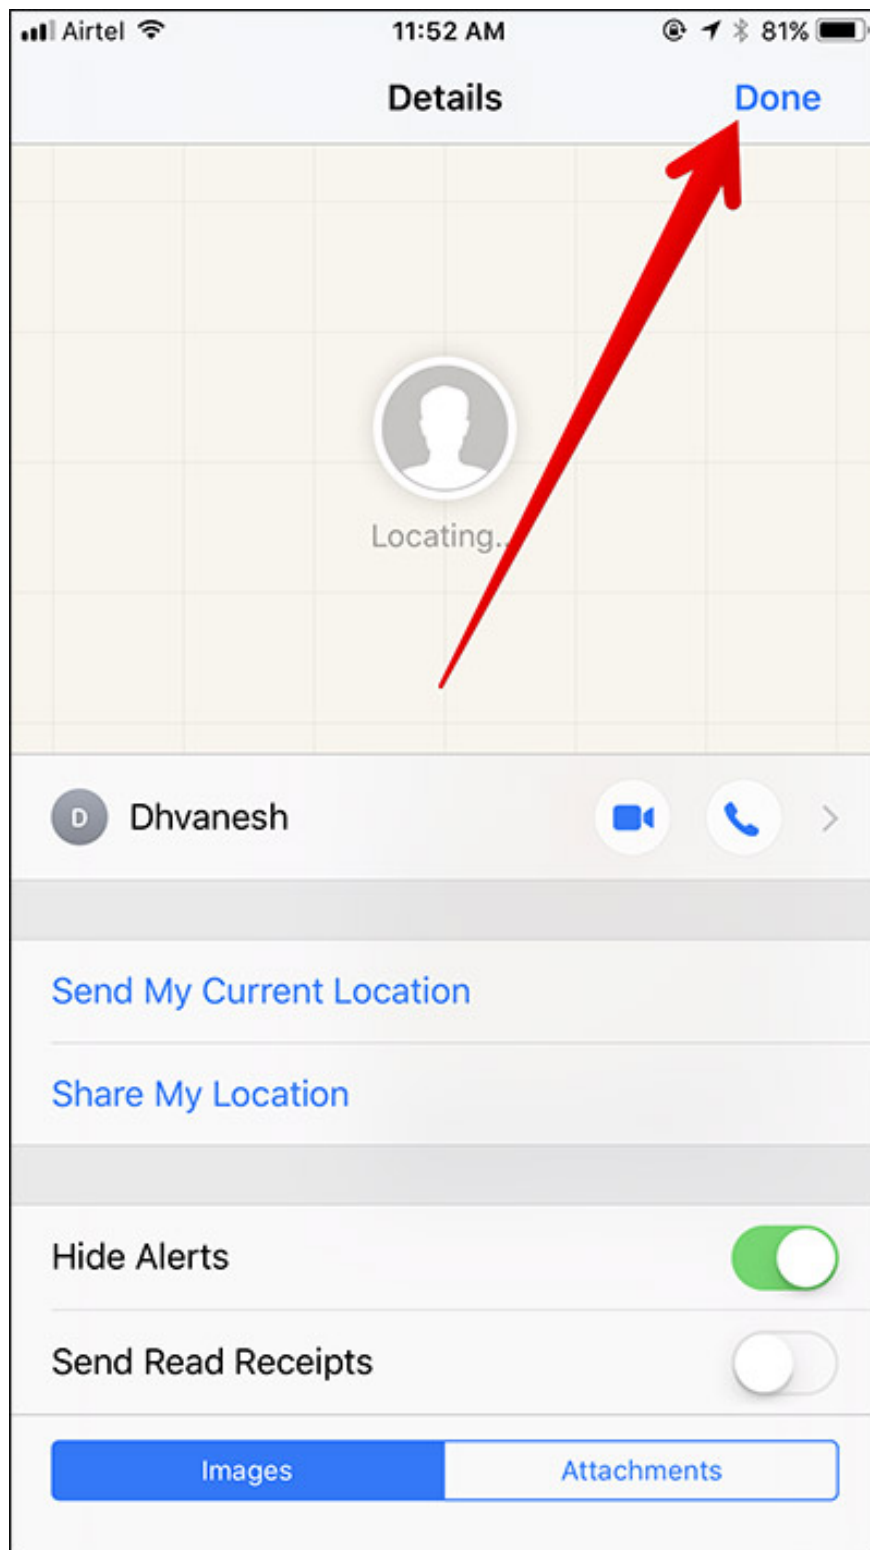 Airtel 11:52 AM 81%
Details Done
Locating..
D Dhvanesh
Send My Current Location
Share My Location
Hide Alerts
Send Read Receipts
Images Attachments